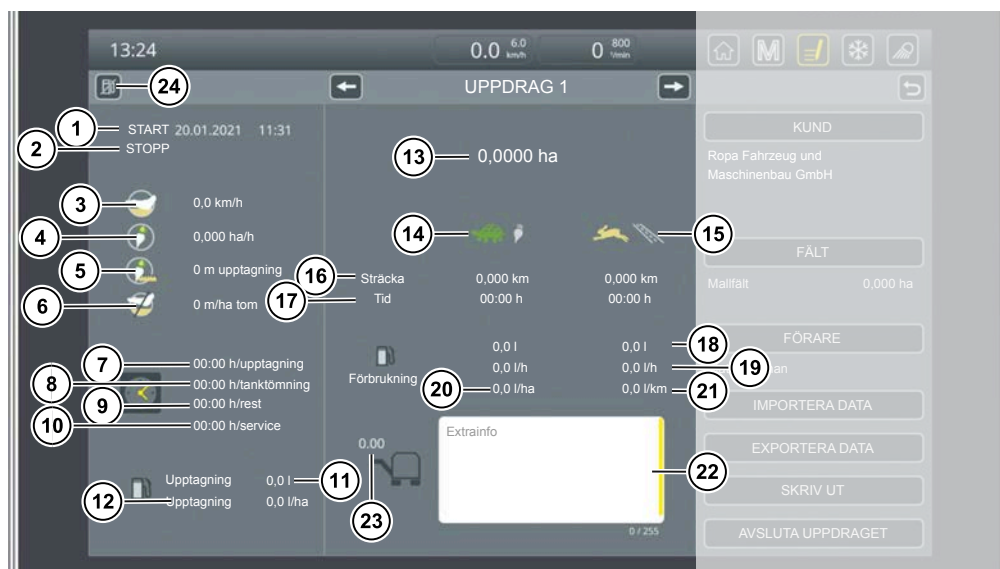 13:24
0.0 6.0 km/h
0 800 1/min
M
24
UPPDRAG 1
1
START 20.01.2021 11:31
2
STOPP
3
0,0 km/h
4
0,000 ha/h
5
0 m upptagning
6
0 m/ha tom
7
00:00 h/upptagning
8
00:00 h/tanktömning
9
00:00 h/rest
10
00:00 h/service
Upptagning 0,0 l
11
12
Upptagning 0,0 l/ha
13
0,0000 ha
14
15
16
Sträcka 0,000 km 0,000 km
17
Tid 00:00 h 00:00 h
Förbrukning
0,0 l 0,0 l
18
0,0 l/h 0,0 l/h
19
20
0,0 l/ha 0,0 l/km
21
0.00
23
Extrainfo
22
0 / 255
KUND
Ropa Fahrzeug und
Maschinenbau GmbH
FÄLT
Mallfält 0,000 ha
FÖRARE
IMPORTERA DATA
EXPORTERA DATA
SKRIV UT
AVSLUTA UPPDRAGET